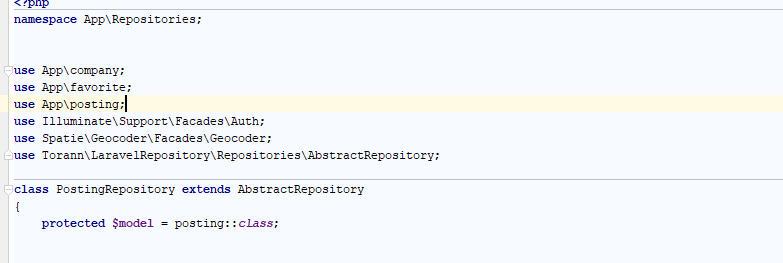 <?php
namespace App\Repositories;
use App\company;
use App\favorite;
use App\posting;
use Illuminate\Support\Facades\Auth;
use Spatie\Geocoder\Facades\Geocoder;
use Torann\LaravelRepository\Repositories\AbstractRepository;
class PostingRepository extends AbstractRepository
{
    protected $model = posting::class;